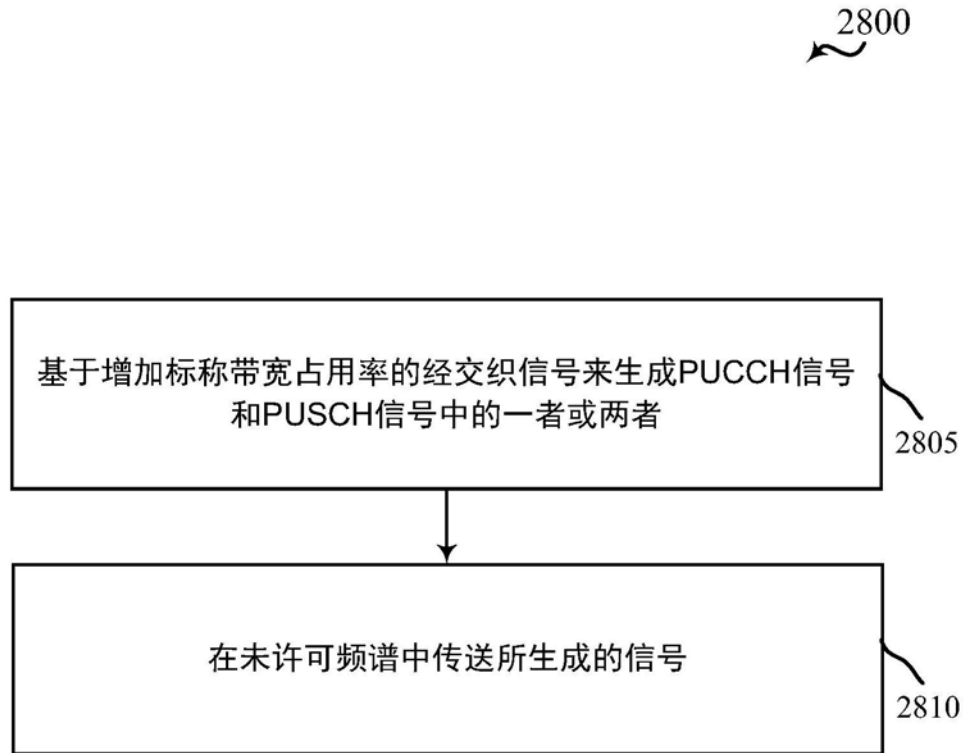 2800
基于增加标称带宽占用率的经交织信号来生成PUCCH信号
和PUSCH信号中的一者或两者
2805
在未许可频谱中传送所生成的信号
2810